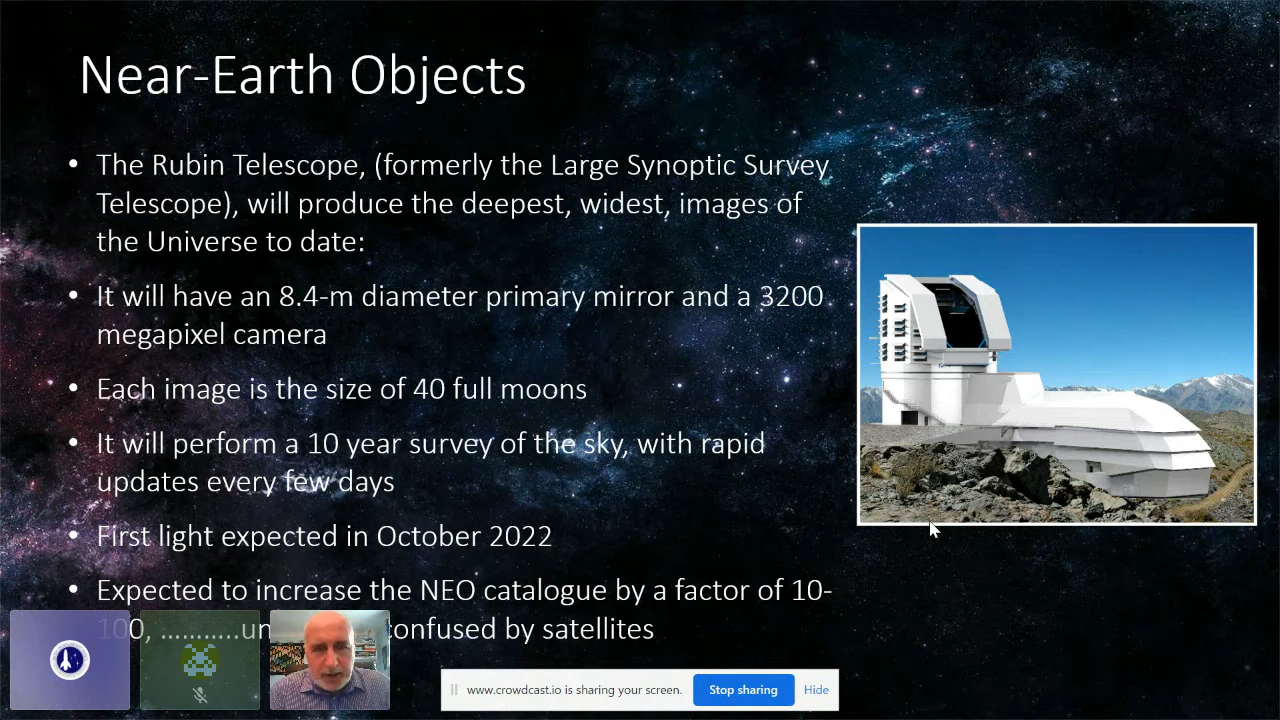 Near-Earth Objects
• The Rubin Telescope, (formerly the Large Synoptic Survey
Telescope), will produce the deepest, widest, images of
the Universe to date:
• It will have an 8.4-m diameter primary mirror and a 3200
megapixel camera
• Each image is the size of 40 full moons
• It will perform a 10 year survey of the sky, with rapid
updates every few days
• First light expected in October 2022
• Expected to increase the NEO catalogue by a factor of 10-
100, ...........un confused by satellites
www.crowdcast.io is sharing your screen.
Stop sharing
Hide